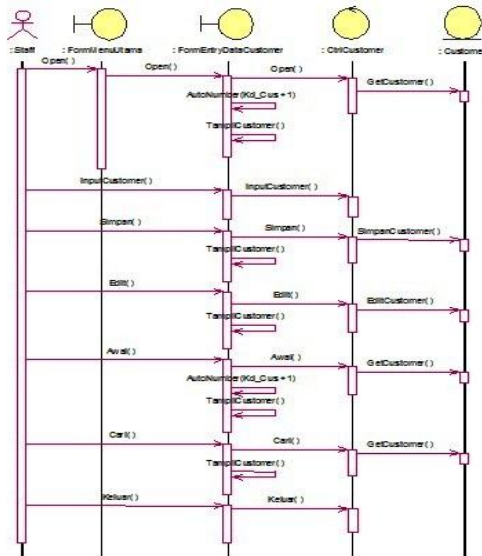 : Staff
: FormMenuUtama
: FormEntryDataCustomer
: CtrlCustomer
: Custome
Open( )
Open( )
Open( )
GetCustomer( )
AutoNumber(Kd_Cus + 1)
TampilCustomer( )
InputCustomer( )
InputCustomer( )
Simpan( )
Simpan( )
SimpanCustomer( )
TampilCustomer( )
Edit( )
Edit( )
EditCustomer( )
TampilCustomer( )
Awal( )
Awal( )
GetCustomer( )
AutoNumber(Kd_Cus + 1)
TampilCustomer( )
Cari( )
Cari( )
GetCustomer( )
TampilCustomer( )
Keluar( )
Keluar( )